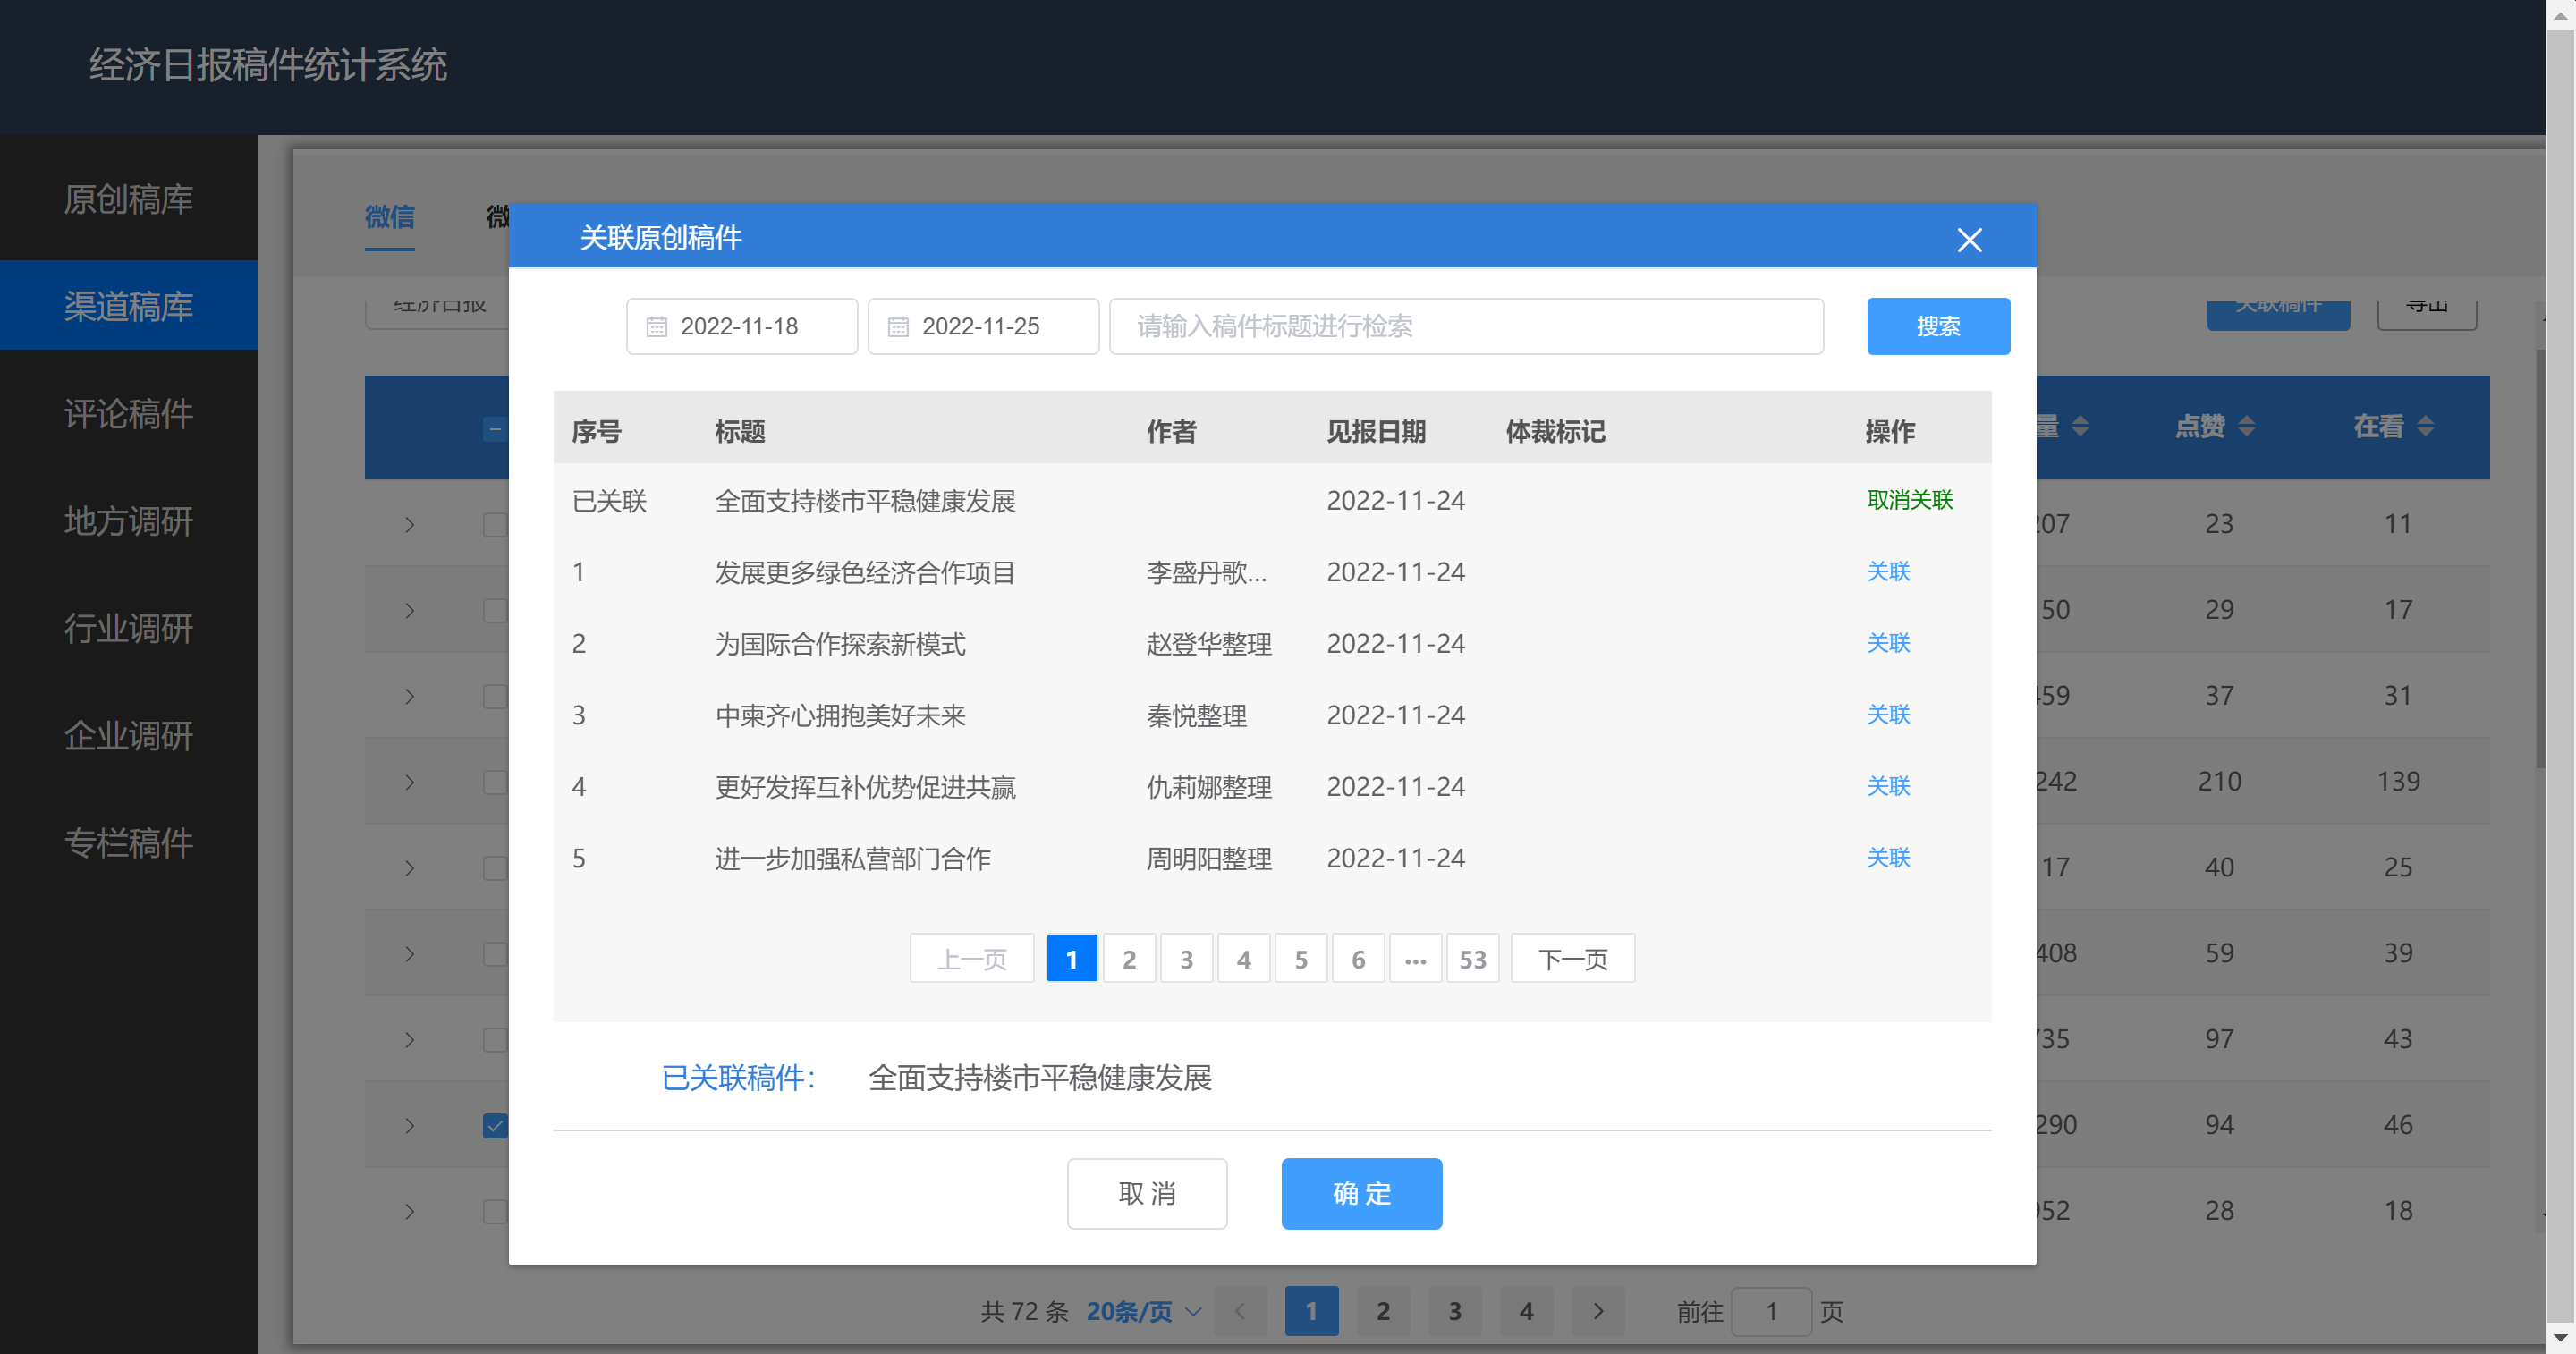 经济日报稿件统计系统
原创稿库
渠道稿库
评论稿件
地方调研
行业调研
企业调研
专栏稿件
微信 微
经济日报
关联稿件 导出
量 点赞 在看
207 23 11
50 29 17
459 37 31
242 210 139
17 40 25
408 59 39
735 97 43
290 94 46
952 28 18
关联原创稿件
2022-11-18 2022-11-25 请输入稿件标题进行检索 搜索
序号 标题 作者 见报日期 体裁标记 操作
已关联 全面支持楼市平稳健康发展 2022-11-24 取消关联
1 发展更多绿色经济合作项目 李盛丹歌... 2022-11-24 关联
2 为国际合作探索新模式 赵登华整理 2022-11-24 关联
3 中柬齐心拥抱美好未来 秦悦整理 2022-11-24 关联
4 更好发挥互补优势促进共赢 仇莉娜整理 2022-11-24 关联
5 进一步加强私营部门合作 周明阳整理 2022-11-24 关联
上一页 1 2 3 4 5 6 ... 53 下一页
已关联稿件： 全面支持楼市平稳健康发展
取 消 确 定
共 72 条 20条/页 1 2 3 4 前往 1 页